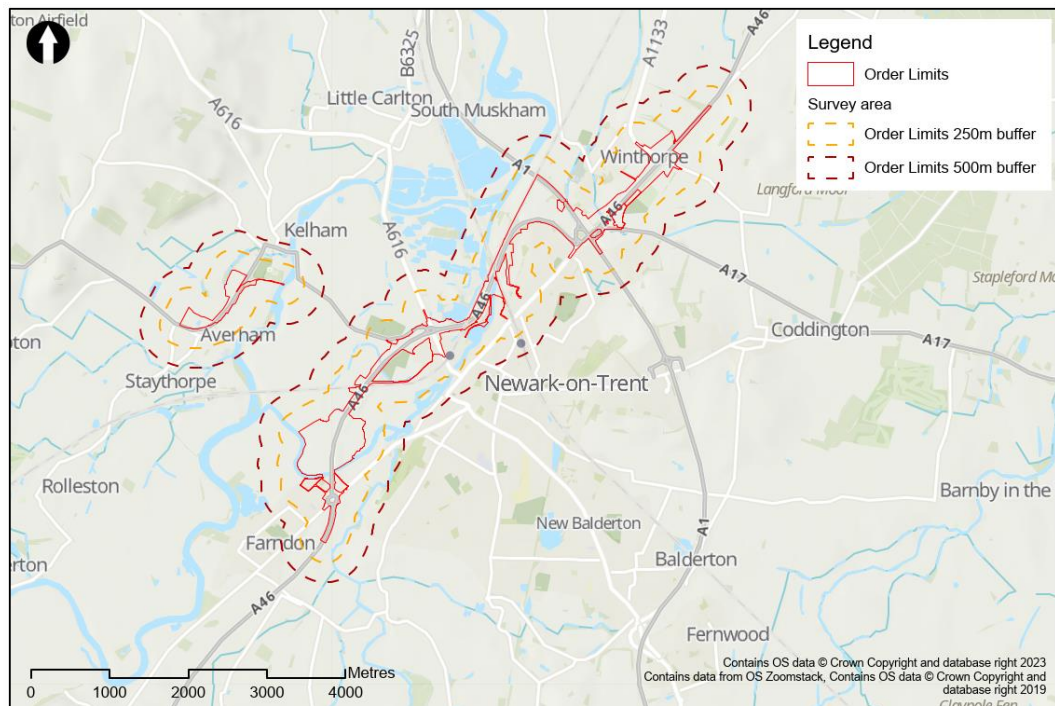 ton Airfield
B6325
A1133
A46
Legend
Order Limits
Survey area
Order Limits 250m buffer
Order Limits 500m buffer
Little Carlton
A616
South Muskham
A1
Winthorpe
Langford Moor
Kelham
A616
A46
A46
A17
Stapleford Mo
Averham
Coddington
A17
pton
Staythorpe
A46
Newark-on-Trent
Rolleston
Barnby in the
New Balderton
A1
Farndon
Balderton
erton
A46
Fernwood
Metres
0 1000 2000 3000 4000
Contains OS data © Crown Copyright and database right 2023
Contains data from OS Zoomstack, Contains OS data © Crown Copyright and
database right 2019
Claypole Fen